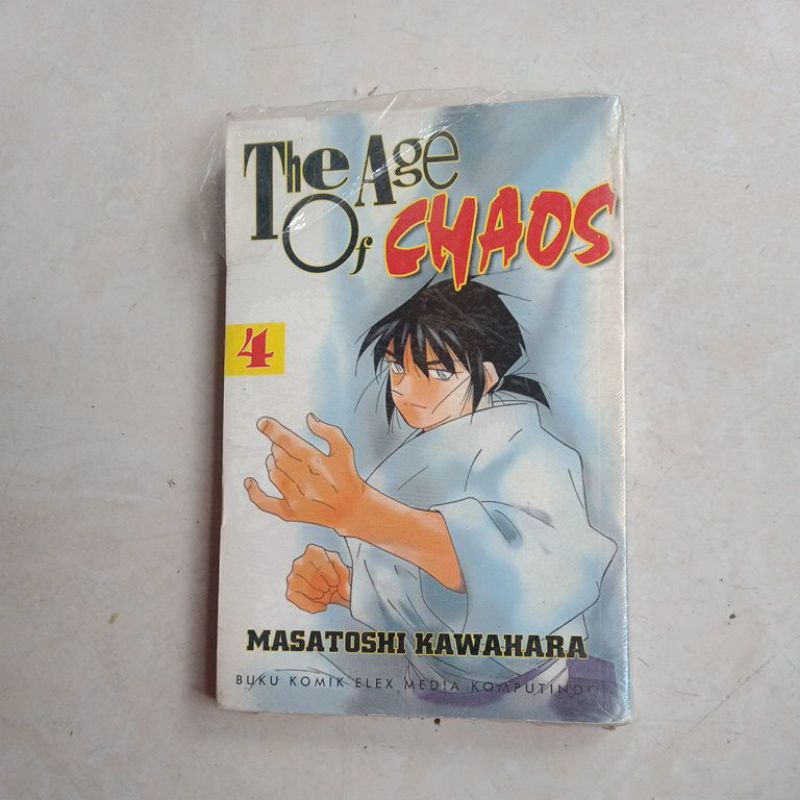 The Age
Of CHAOS
4
MASATOSHI KAWAHARA
BUKU KOMIK ELEX MEDIA KOMPUTINDO